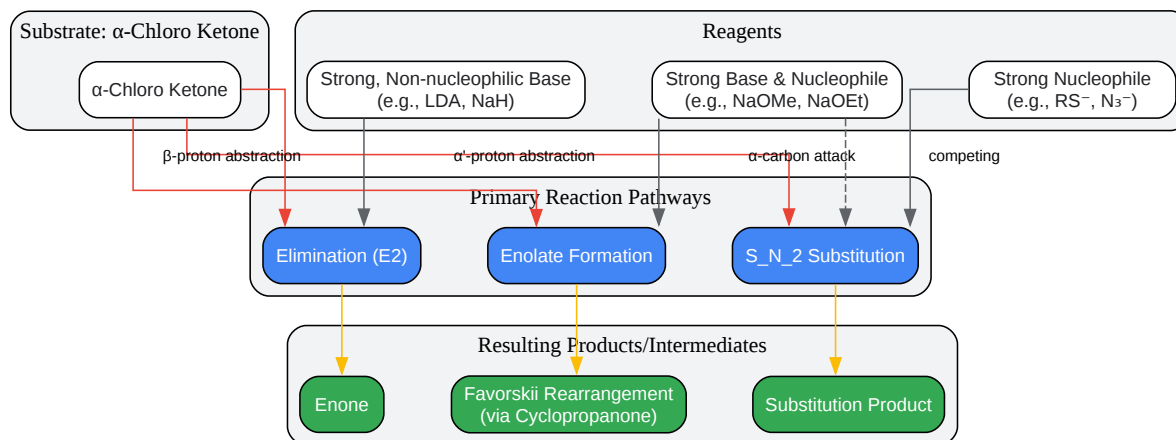 Substrate: α-Chloro Ketone
Reagents
α-Chloro Ketone
Strong, Non-nucleophilic Base
(e.g., LDA, NaH)
Strong Base & Nucleophile
(e.g., NaOMe, NaOEt)
Strong Nucleophile
(e.g., RS⁻, N₃⁻)
β-proton abstraction
α'-proton abstraction
α-carbon attack
competing
Primary Reaction Pathways
Elimination (E2)
Enolate Formation
S_N_2 Substitution
Resulting Products/Intermediates
Enone
Favorskii Rearrangement
(via Cyclopropanone)
Substitution Product